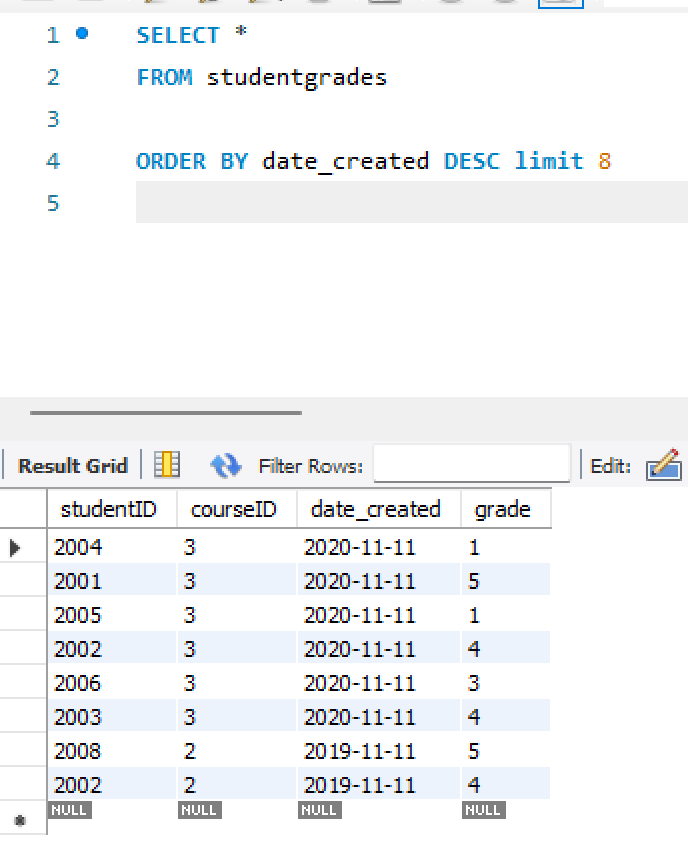 1 SELECT *
2 FROM studentgrades
3
4 ORDER BY date_created DESC limit 8
5
Result Grid Filter Rows: Edit:
studentID courseID date_created grade
2004 3 2020-11-11 1
2001 3 2020-11-11 5
2005 3 2020-11-11 1
2002 3 2020-11-11 4
2006 3 2020-11-11 3
2003 3 2020-11-11 4
2008 2 2019-11-11 5
2002 2 2019-11-11 4
NULL NULL NULL NULL